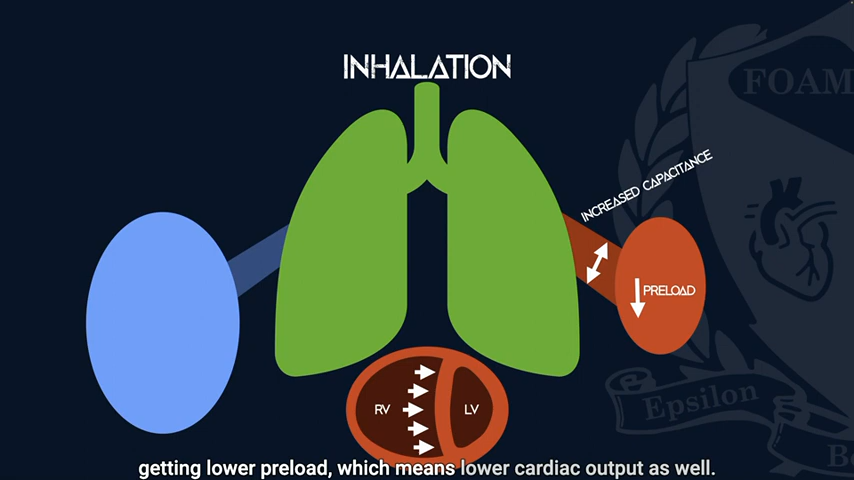 INHALATION
FOAM
INCREASED CAPACITANCE
PRELOAD
RV
LV
Epsilon
getting lower preload, which means lower cardiac output as well.